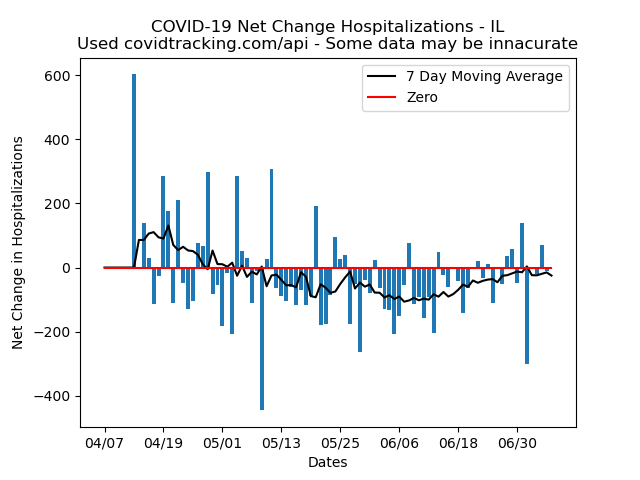 COVID-19 Net Change Hospitalizations - IL
Used covidtracking.com/api - Some data may be innacurate
7 Day Moving Average
Zero
Net Change in Hospitalizations
600
400
200
0
−200
−400
04/07 04/19 05/01 05/13 05/25 06/06 06/18 06/30
Dates